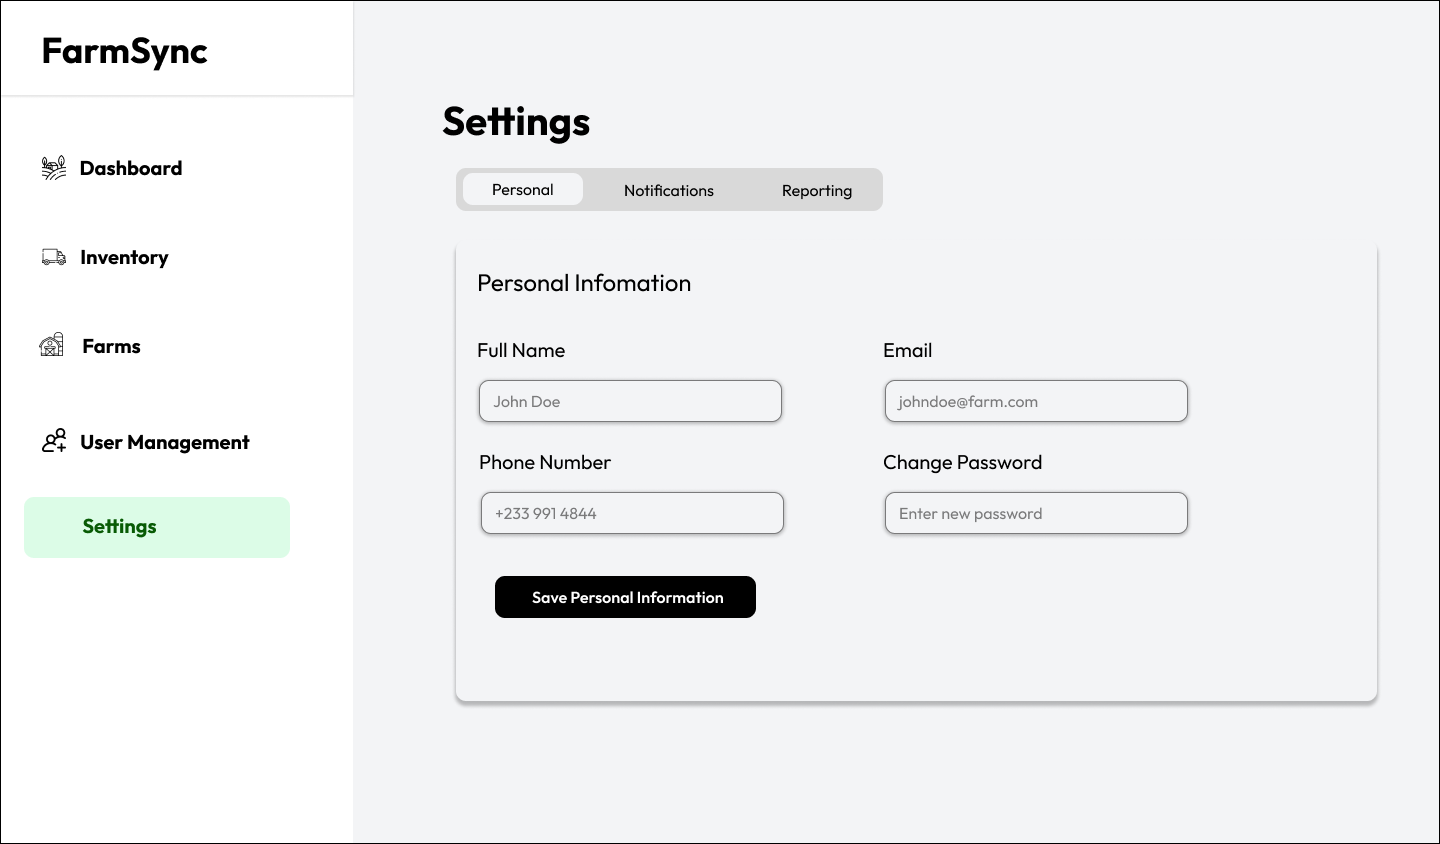 FarmSync
Dashboard
Inventory
Farms
User Management
Settings
Settings
Personal
Notifications
Reporting
Personal Infomation
Full Name
Email
John Doe
johndoe@farm.com
Phone Number
Change Password
+233 991 4844
Enter new password
Save Personal Information